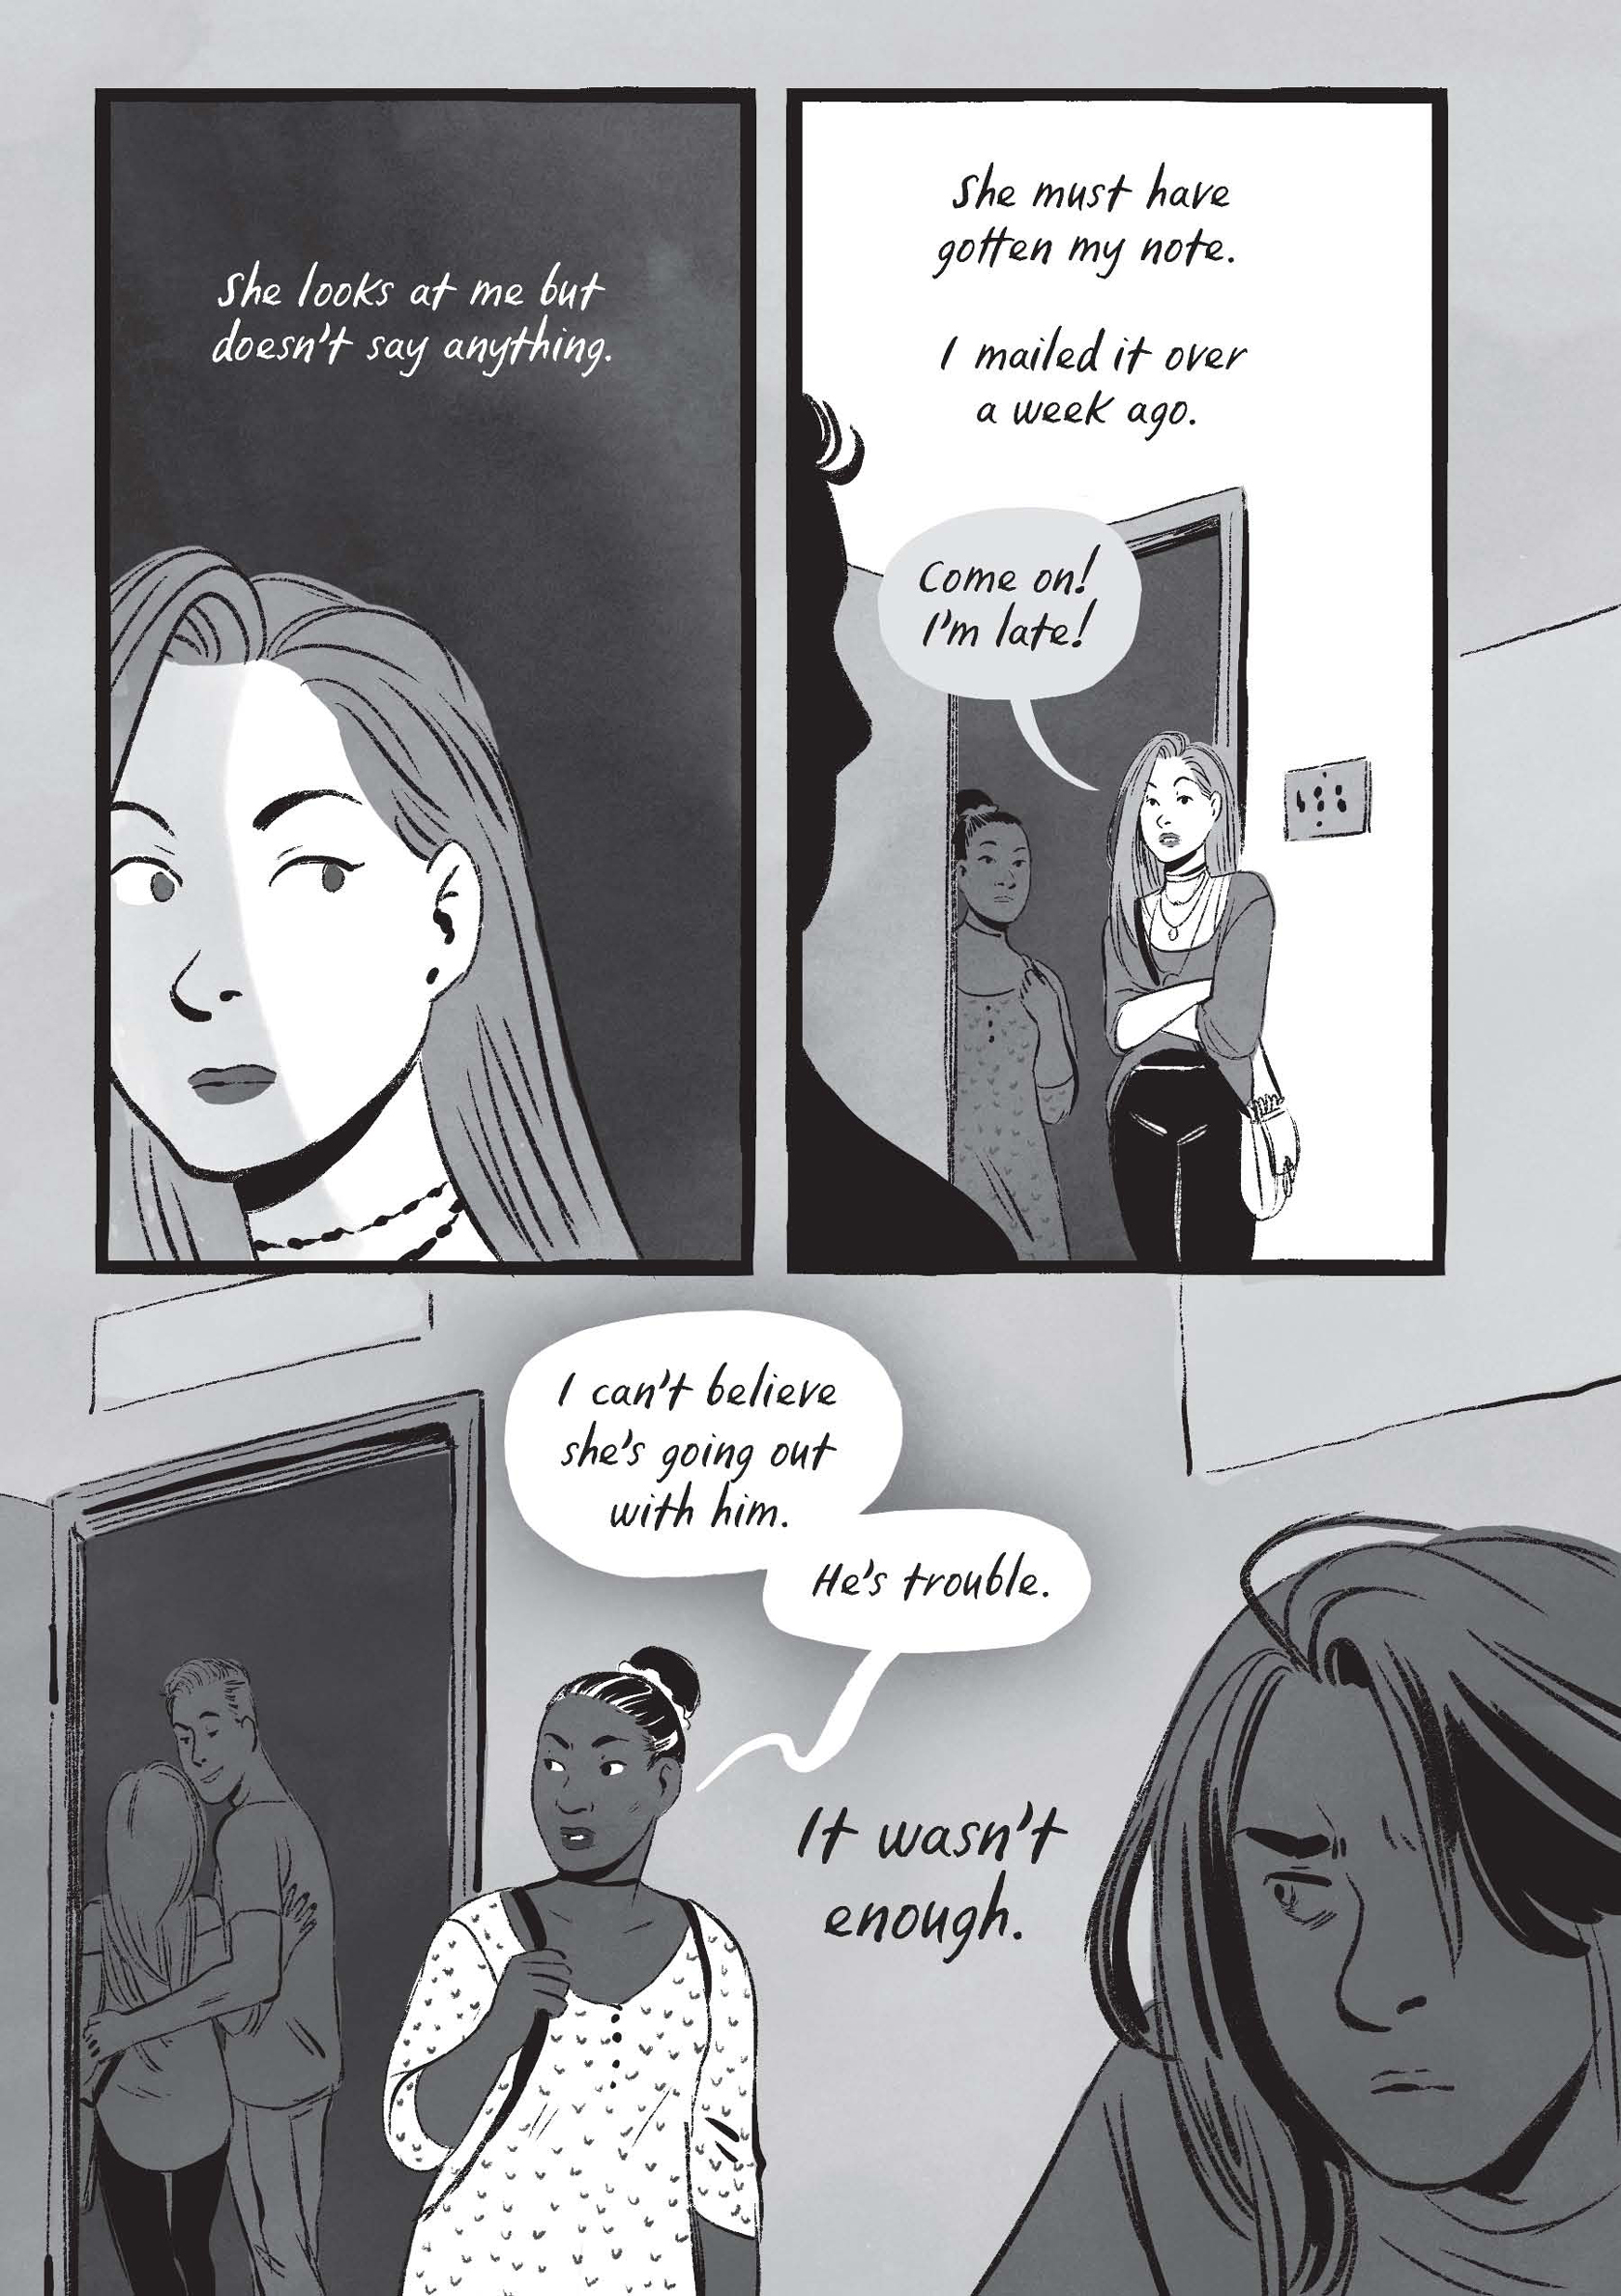 She looks at me but
doesn't say anything.
She must have
gotten my note.
I mailed it over
a week ago.
Come on!
I'm late!
I can't believe
she's going out
with him.
He's trouble.
It wasn't
enough.